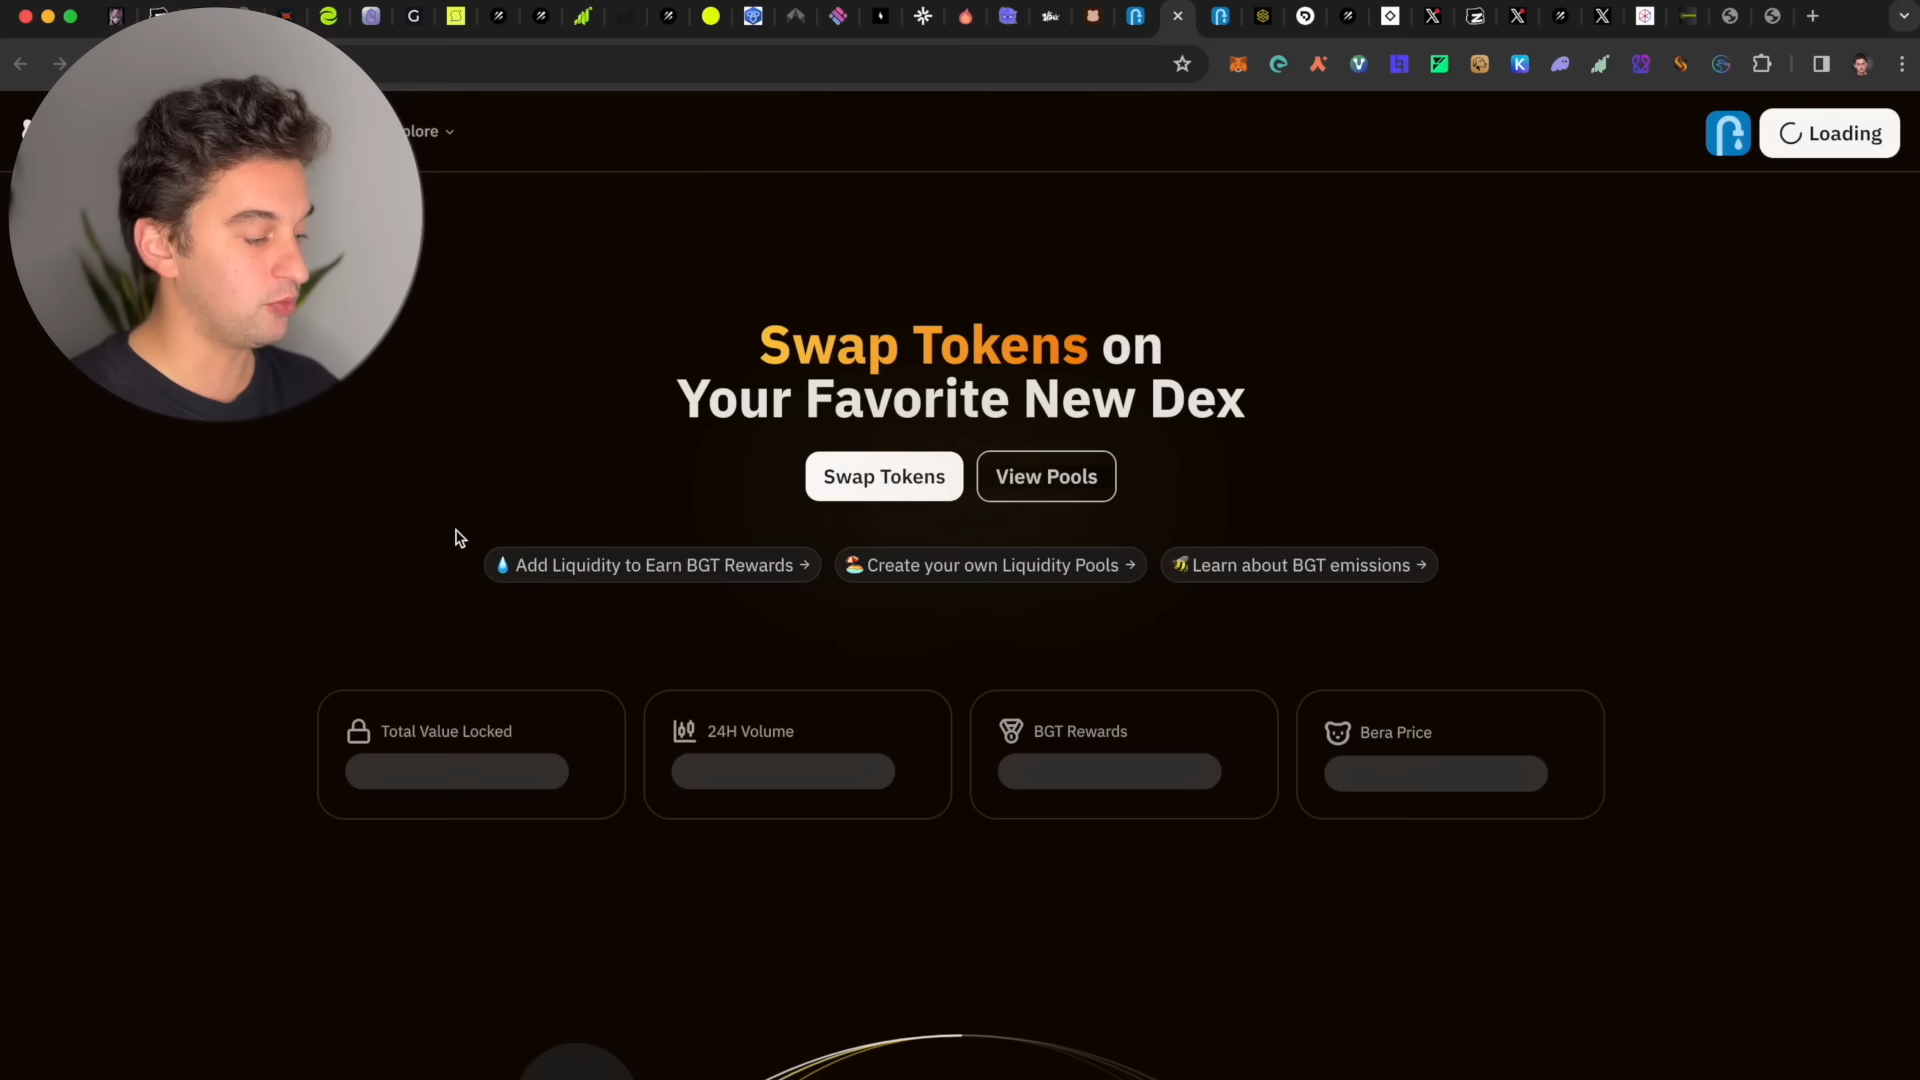 plore
Loading
Swap Tokens on
Your Favorite New Dex
Swap Tokens
View Pools
Add Liquidity to Earn BGT Rewards →
Create your own Liquidity Pools →
Learn about BGT emissions →
Total Value Locked
24H Volume
BGT Rewards
Bera Price